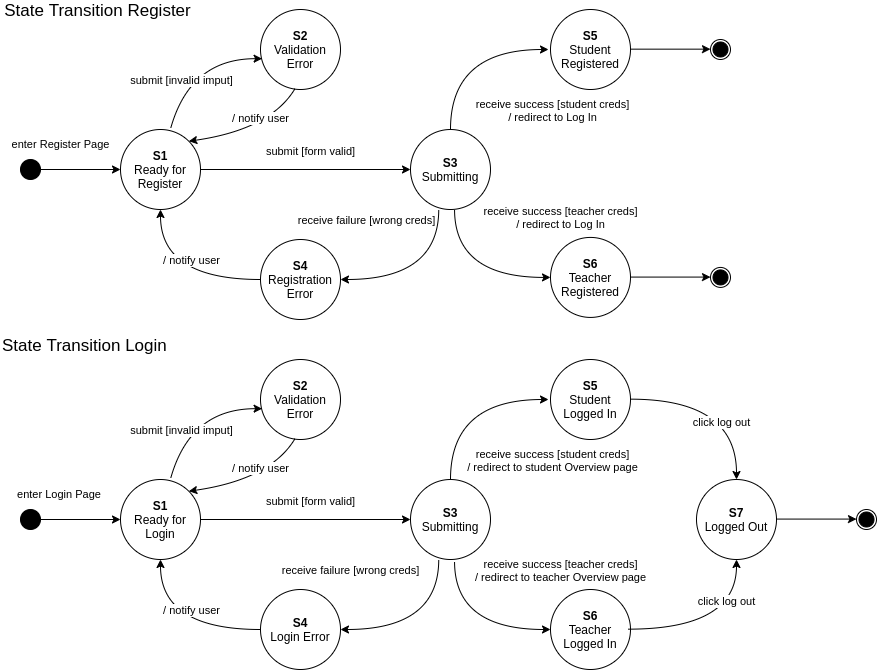 State Transition Register
S2
Validation
Error
submit [invalid imput]
/ notify user
enter Register Page
S1
Ready for
Register
submit [form valid]
S3
Submitting
S5
Student
Registered
receive success [student creds]
/ redirect to Log In
receive failure [wrong creds]
receive success [teacher creds]
/ redirect to Log In
/ notify user
S4
Registration
Error
S6
Teacher
Registered
State Transition Login
S2
Validation
Error
submit [invalid imput]
/ notify user
enter Login Page
S1
Ready for
Login
submit [form valid]
S3
Submitting
S5
Student
Logged In
click log out
receive success [student creds]
/ redirect to student Overview page
S7
Logged Out
receive failure [wrong creds]
receive success [teacher creds]
/ redirect to teacher Overview page
/ notify user
S4
Login Error
S6
Teacher
Logged In
click log out